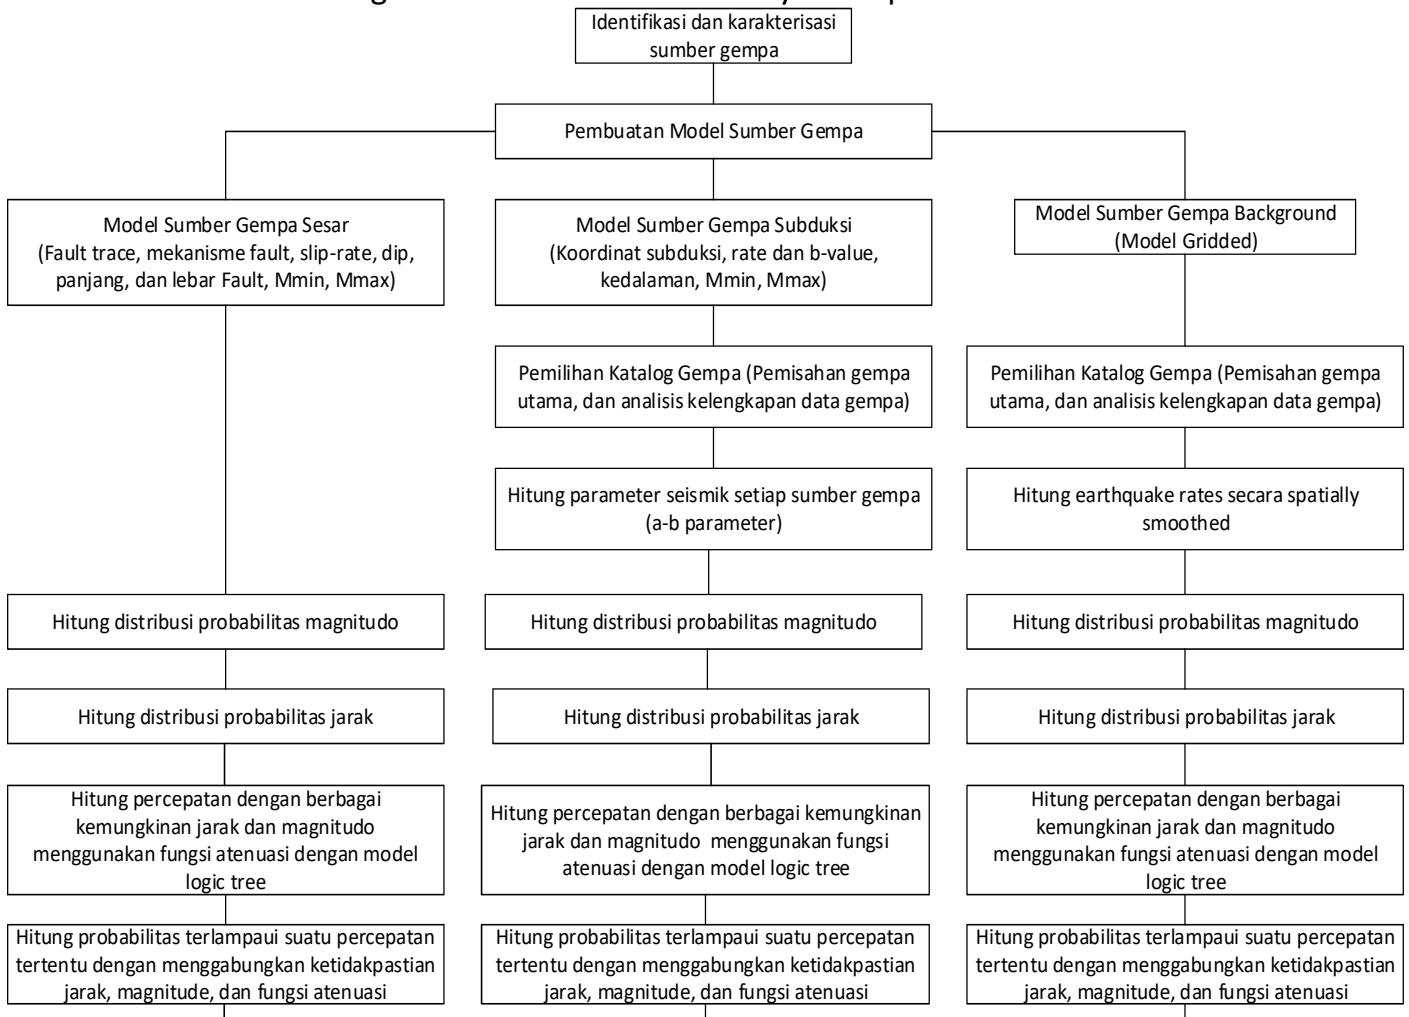 Identifikasi dan karakterisasi
sumber gempa
Pembuatan Model Sumber Gempa
Model Sumber Gempa Sesar
(Fault trace, mekanisme fault, slip-rate, dip,
panjang, dan lebar Fault, Mmin, Mmax)
Model Sumber Gempa Subduksi
(Koordinat subduksi, rate dan b-value,
kedalaman, Mmin, Mmax)
Model Sumber Gempa Background
(Model Gridded)
Pemilihan Katalog Gempa (Pemisahan gempa
utama, dan analisis kelengkapan data gempa)
Pemilihan Katalog Gempa (Pemisahan gempa
utama, dan analisis kelengkapan data gempa)
Hitung parameter seismik setiap sumber gempa
(a-b parameter)
Hitung earthquake rates secara spatially
smoothed
Hitung distribusi probabilitas magnitudo
Hitung distribusi probabilitas magnitudo
Hitung distribusi probabilitas magnitudo
Hitung distribusi probabilitas jarak
Hitung distribusi probabilitas jarak
Hitung distribusi probabilitas jarak
Hitung percepatan dengan berbagai
kemungkinan jarak dan magnitudo
menggunakan fungsi atenuasi dengan model
logic tree
Hitung percepatan dengan berbagai kemungkinan
jarak dan magnitudo menggunakan fungsi
atenuasi dengan model logic tree
Hitung percepatan dengan berbagai
kemungkinan jarak dan magnitudo
menggunakan fungsi atenuasi dengan model
logic tree
Hitung probabilitas terlampaui suatu percepatan
tertentu dengan menggabungkan ketidakpastian
jarak, magnitude, dan fungsi atenuasi
Hitung probabilitas terlampaui suatu percepatan
tertentu dengan menggabungkan ketidakpastian
jarak, magnitude, dan fungsi atenuasi
Hitung probabilitas terlampaui suatu percepatan
tertentu dengan menggabungkan ketidakpastian
jarak, magnitude, dan fungsi atenuasi